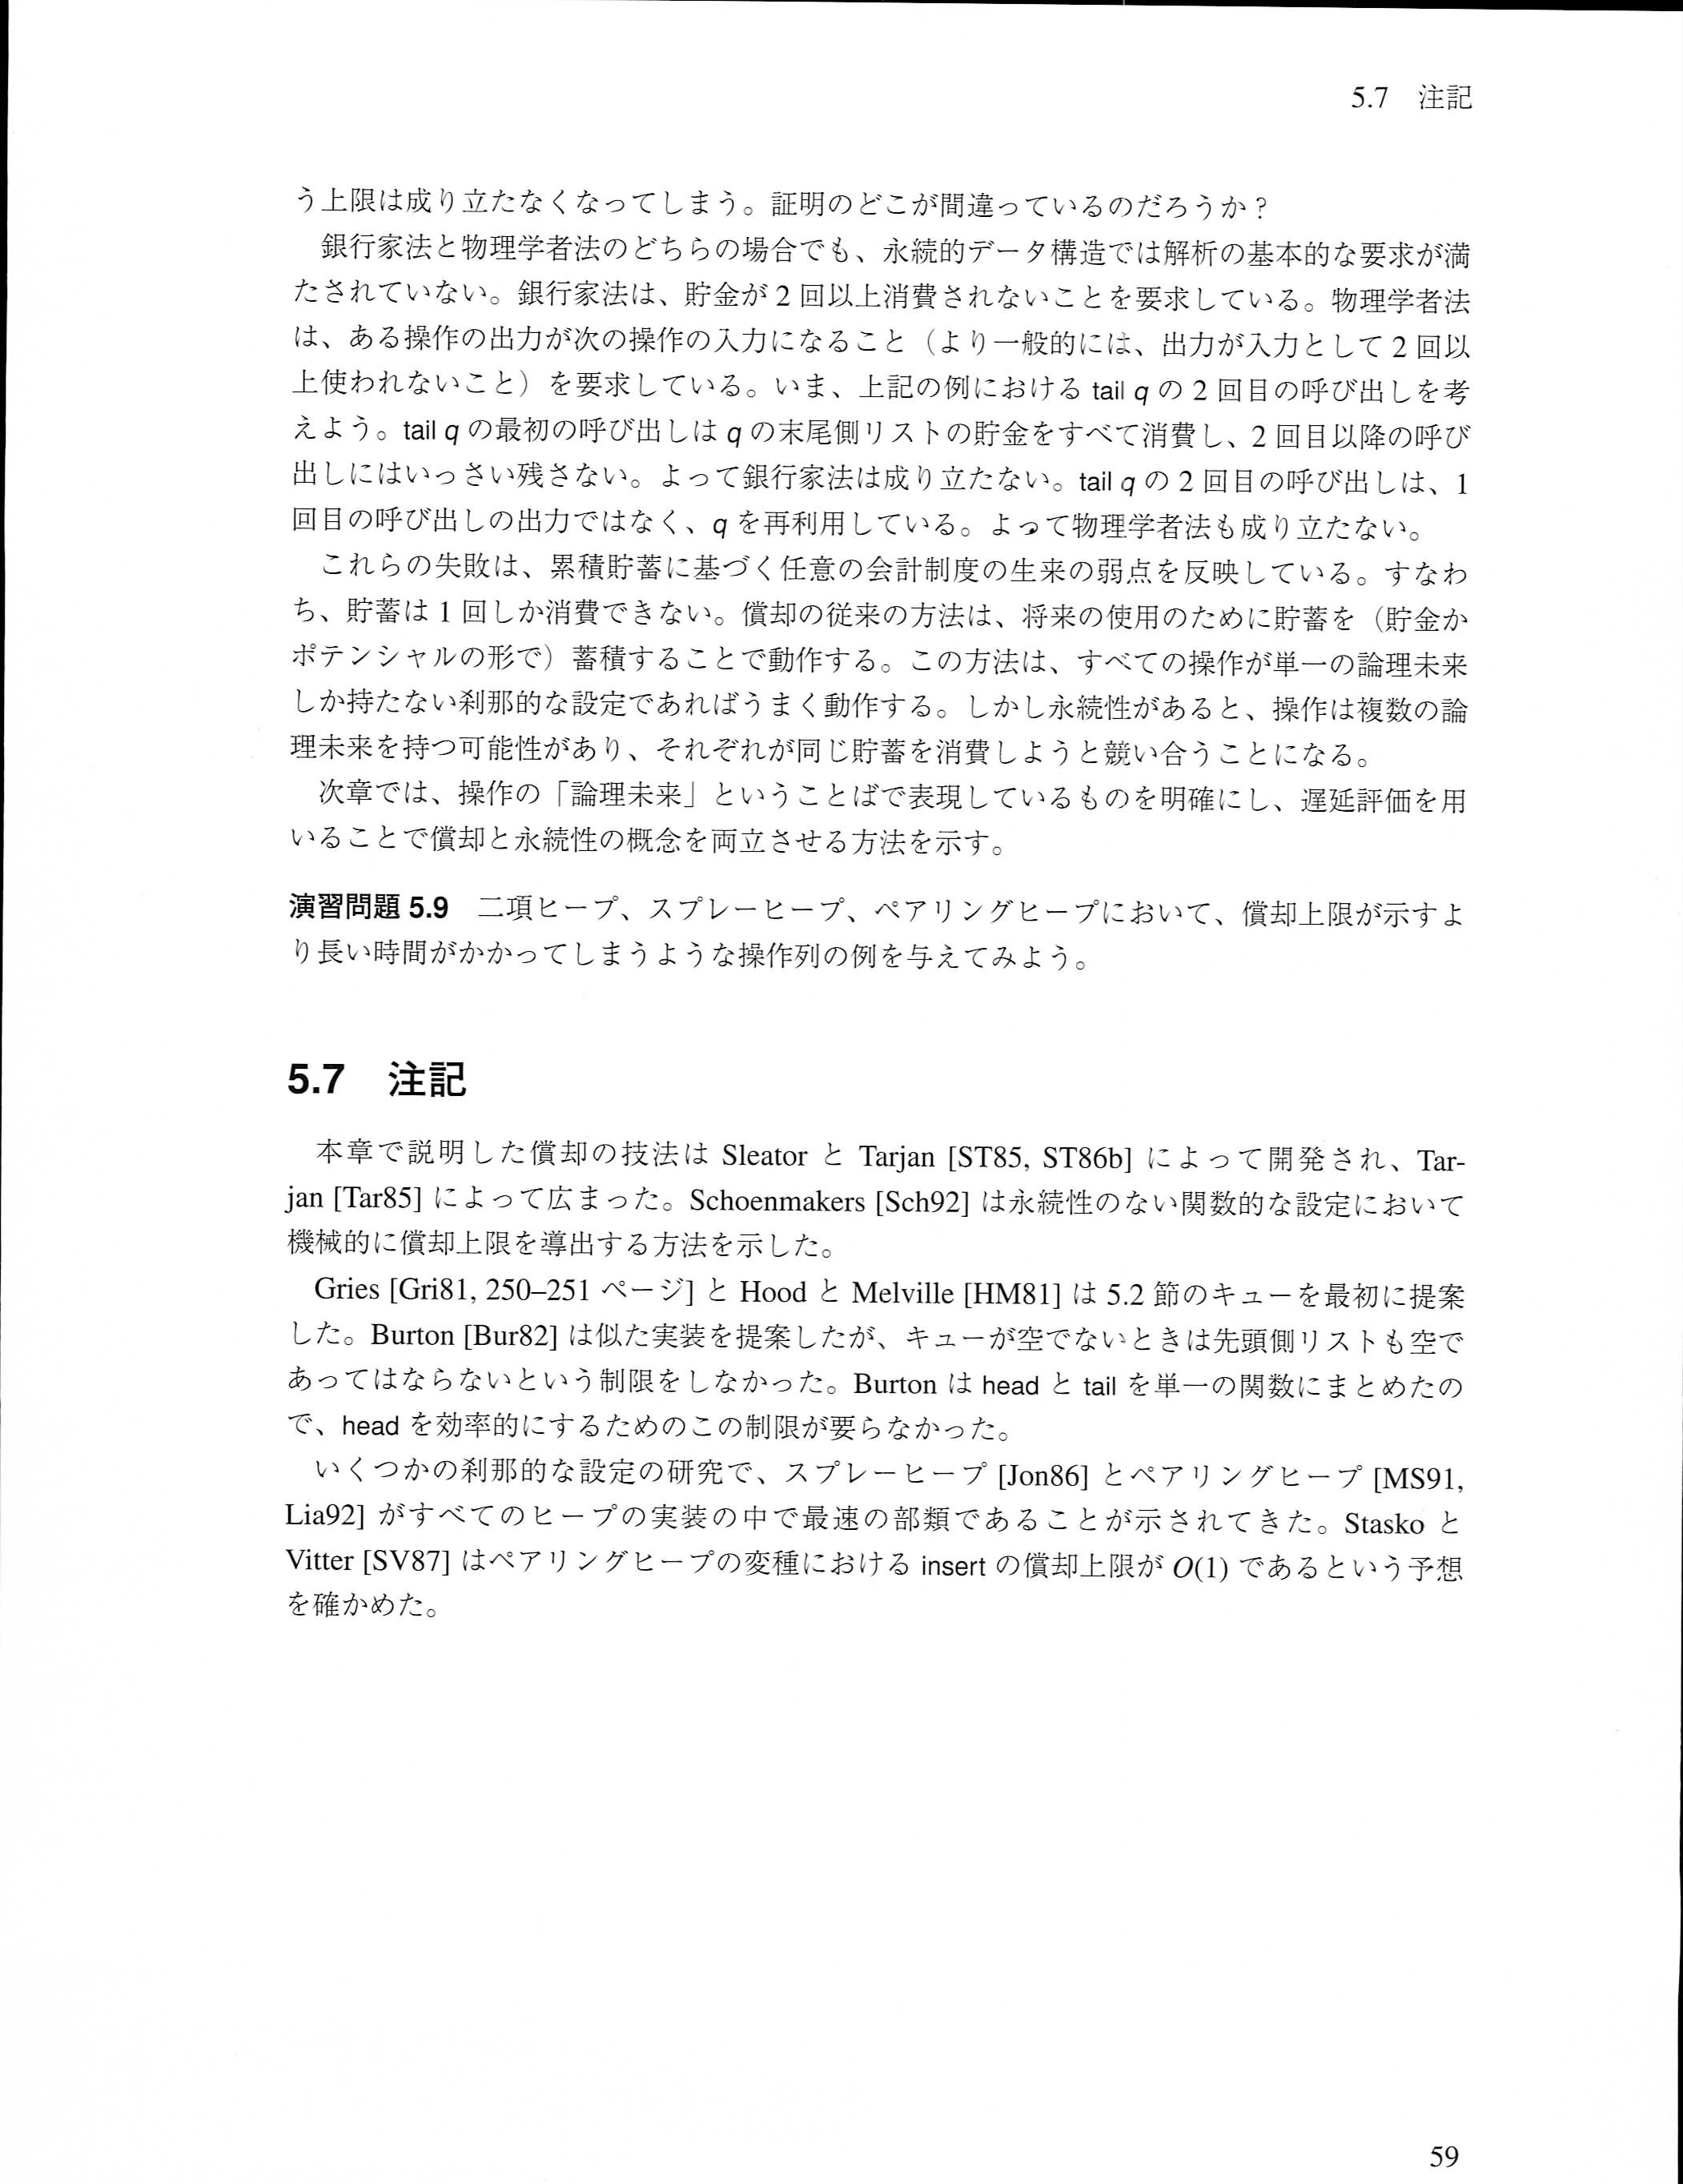 5.7 注記
う上限は成り立たなくなってしまう。証明のどこが間違っているのだろうか?
銀行家法と物理学者法のどちらの場合でも、永続的データ構造では解析の基本的な要求が満
たされていない。銀行家法は、貯金が 2 回以上消費されないことを要求している。物理学者法
は、ある操作の出力が次の操作の入力になること(より一般的には、出力が入力として 2 回以
上使われないこと)を要求している。いま、上記の例における tail q の 2 回目の呼び出しを考
えよう。tail q の最初の呼び出しは q の末尾側リストの貯金をすべて消費し、2 回目以降の呼び
出しにはいっさい残さない。よって銀行家法は成り立たない。tail q の 2 回目の呼び出しは、1
回目の呼び出しの出力ではなく、q を再利用している。よって物理学者法も成り立たない。
これらの失敗は、累積貯蓄に基づく任意の会計制度の生来の弱点を反映している。すなわ
ち、貯蓄は 1 回しか消費できない。償却の従来の方法は、将来の使用のために貯蓄を(貯金か
ポテンシャルの形で)蓄積することで動作する。この方法は、すべての操作が単一の論理未来
しか持たない刹那的な設定であればうまく動作する。しかし永続性があると、操作は複数の論
理未来を持つ可能性があり、それぞれが同じ貯蓄を消費しようと競い合うことになる。
次章では、操作の「論理未来」ということばで表現しているものを明確にし、遅延評価を用
いることで償却と永続性の概念を両立させる方法を示す。
演習問題 5.9 二項ヒープ、スプレーヒープ、ペアリングヒープにおいて、償却上限が示すよ
り長い時間がかかってしまうような操作列の例を与えてみよう。
5.7 注記
本章で説明した償却の技法は Sleator と Tarjan [ST85, ST86b] によって開発され、Tar-
jan [Tar85] によって広まった。Schoenmakers [Sch92] は永続性のない関数的な設定において
機械的に償却上限を導出する方法を示した。
Gries [Gri81, 250–251 ページ] と Hood と Melville [HM81] は 5.2 節のキューを最初に提案
した。Burton [Bur82] は似た実装を提案したが、キューが空でないときは先頭側リストも空で
あってはならないという制限をしなかった。Burton は head と tail を単一の関数にまとめたの
で、head を効率的にするためのこの制限が要らなかった。
いくつかの刹那的な設定の研究で、スプレーヒープ [Jon86] とペアリングヒープ [MS91,
Lia92] がすべてのヒープの実装の中で最速の部類であることが示されてきた。Stasko と
Vitter [SV87] はペアリングヒープの変種における insert の償却上限が O(1) であるという予想
を確かめた。
59